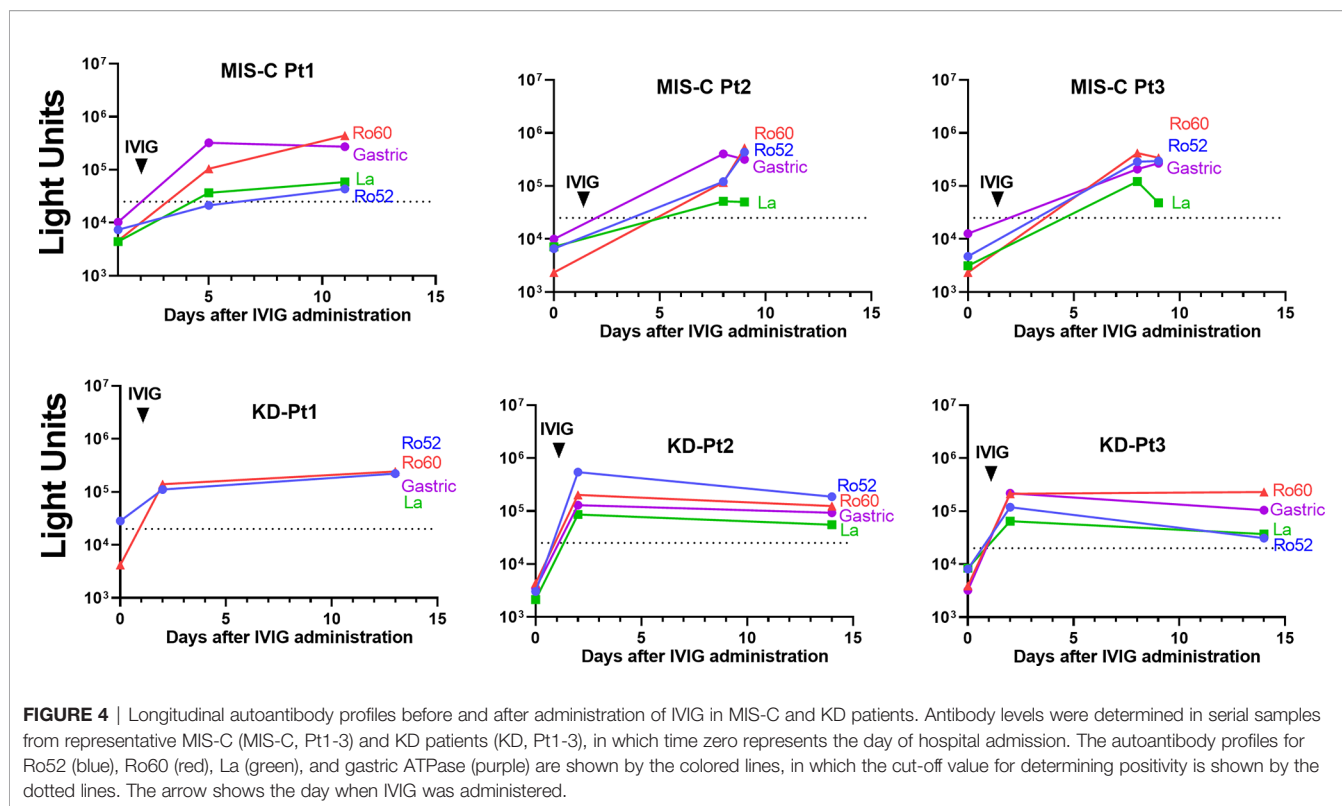 MIS-C Pt1
10⁷
10⁶
10⁵
10⁴
10³
Light Units
IVIG
Ro60
Gastric
La
Ro52
5
10
15
Days after IVIG administration
MIS-C Pt2
10⁷
10⁶
10⁵
10⁴
10³
IVIG
Ro60
Ro52
Gastric
La
0
5
10
15
Days after IVIG administration
MIS-C Pt3
10⁷
10⁶
10⁵
10⁴
10³
IVIG
Ro60
Ro52
Gastric
La
0
5
10
15
Days after IVIG administration
KD-Pt1
10⁷
10⁶
10⁵
10⁴
10³
Light Units
IVIG
Ro52
Ro60
Gastric
La
0
5
10
15
Days after IVIG administration
KD-Pt2
10⁷
10⁶
10⁵
10⁴
10³
IVIG
Ro52
Ro60
Gastric
La
0
5
10
15
Days after IVIG administration
KD-Pt3
10⁷
10⁶
10⁵
10⁴
10³
IVIG
Ro60
Gastric
La
Ro52
0
5
10
15
Days after IVIG administration
FIGURE 4 | Longitudinal autoantibody profiles before and after administration of IVIG in MIS-C and KD patients. Antibody levels were determined in serial samples
from representative MIS-C (MIS-C, Pt1-3) and KD patients (KD, Pt1-3), in which time zero represents the day of hospital admission. The autoantibody profiles for
Ro52 (blue), Ro60 (red), La (green), and gastric ATPase (purple) are shown by the colored lines, in which the cut-off value for determining positivity is shown by the
dotted lines. The arrow shows the day when IVIG was administered.